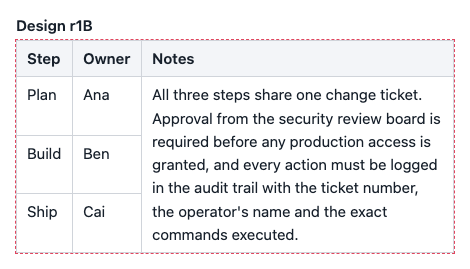 Design r1B
Step Owner Notes
Plan Ana
All three steps share one change ticket.
Approval from the security review board is
required before any production access is
granted, and every action must be logged
in the audit trail with the ticket number,
the operator's name and the exact
commands executed.
Build Ben
Ship Cai